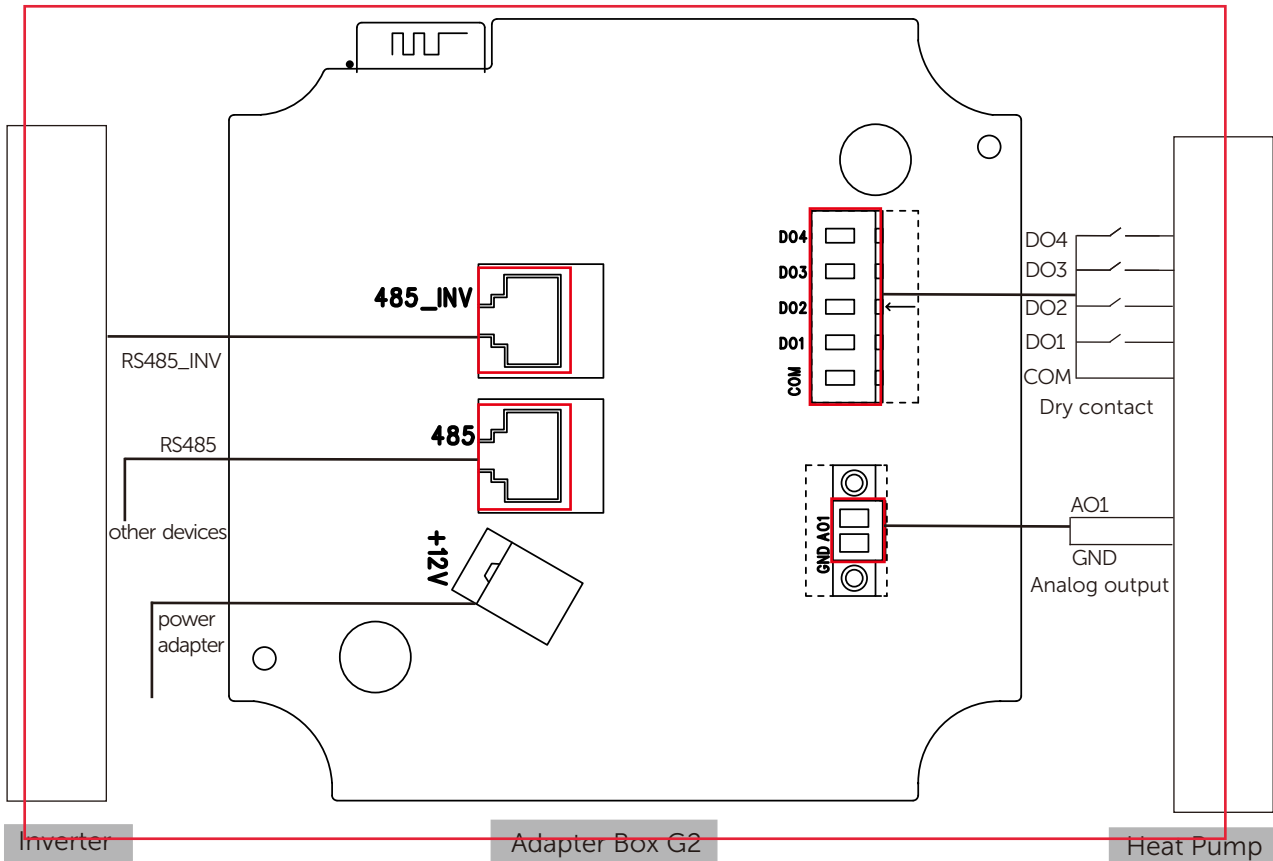 485_INV
RS485_INV
485
RS485
other devices
+12V
power
adapter
DO4
DO3
DO2
DO1
COM
DO4
DO3
DO2
DO1
COM
Dry contact
GND AO1
AO1
GND
Analog output
Inverter
Adapter Box G2
Heat Pump